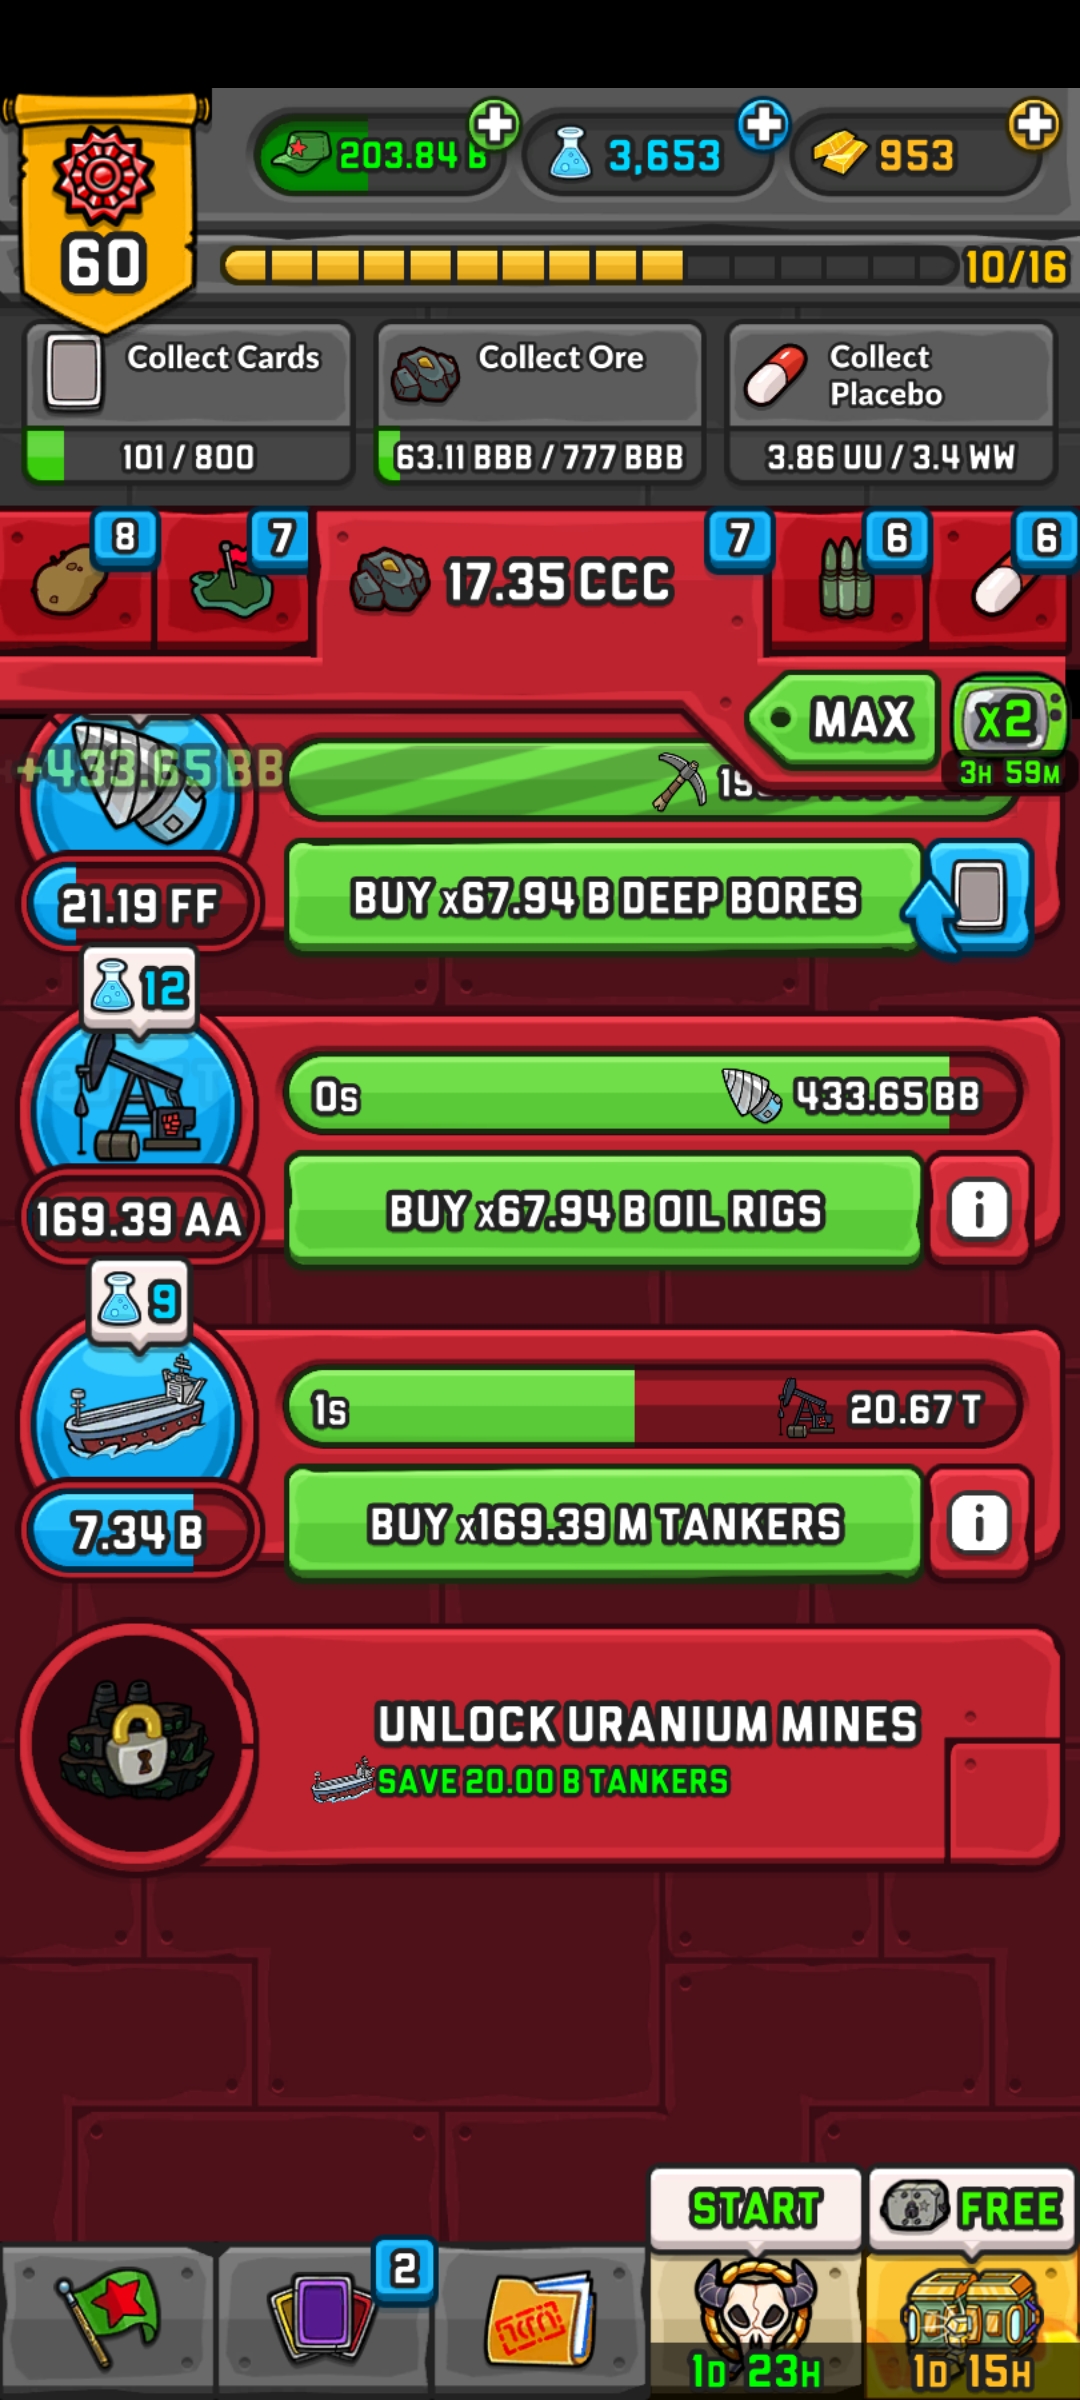 60
203.84 B
3,653
953
10/16
Collect Cards
101 / 800
Collect Ore
63.11 BBB / 777 BBB
Collect
Placebo
3.86 UU / 3.4 WW
8
7
17.35 CCC
7
6
6
MAX
x2
3H 59M
+433.65 BB
21.19 FF
BUY x67.94 B DEEP BORES
12
0s
433.65 BB
169.39 AA
BUY x67.94 B OIL RIGS
9
1s
20.67 T
7.34 B
BUY x169.39 M TANKERS
UNLOCK URANIUM MINES
SAVE 20.00 B TANKERS
START
FREE
2
1D 23H
1D 15H